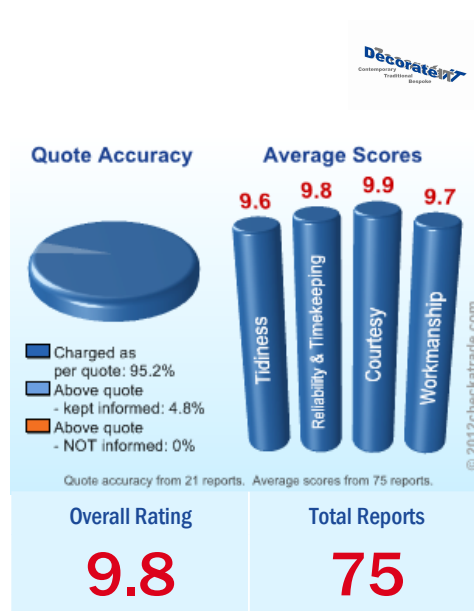 DecorateIT
Contemporary
Traditional
Bespoke
Quote Accuracy
Average Scores
9.6
9.8
9.9
9.7
Tidiness
Reliability & Timekeeping
Courtesy
Workmanship
Charged as
per quote: 95.2%
Above quote
- kept informed: 4.8%
Above quote
- NOT informed: 0%
© 2012checkatrade.com
Quote accuracy from 21 reports. Average scores from 75 reports.
Overall Rating
Total Reports
9.8
75